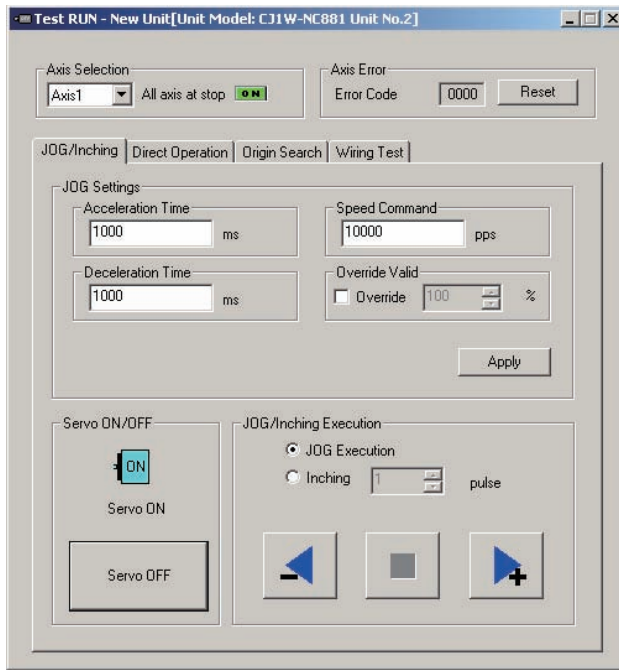 Test RUN - New Unit[Unit Model: CJ1W-NC881 Unit No.2]
Axis Selection
Axis1 All axis at stop ON
Axis Error
Error Code 0000 Reset
JOG/Inching Direct Operation Origin Search Wiring Test
JOG Settings
Acceleration Time
1000 ms
Speed Command
10000 pps
Deceleration Time
1000 ms
Override Valid
Override 100 %
Apply
Servo ON/OFF
ON
Servo ON
Servo OFF
JOG/Inching Execution
JOG Execution
Inching 1 pulse